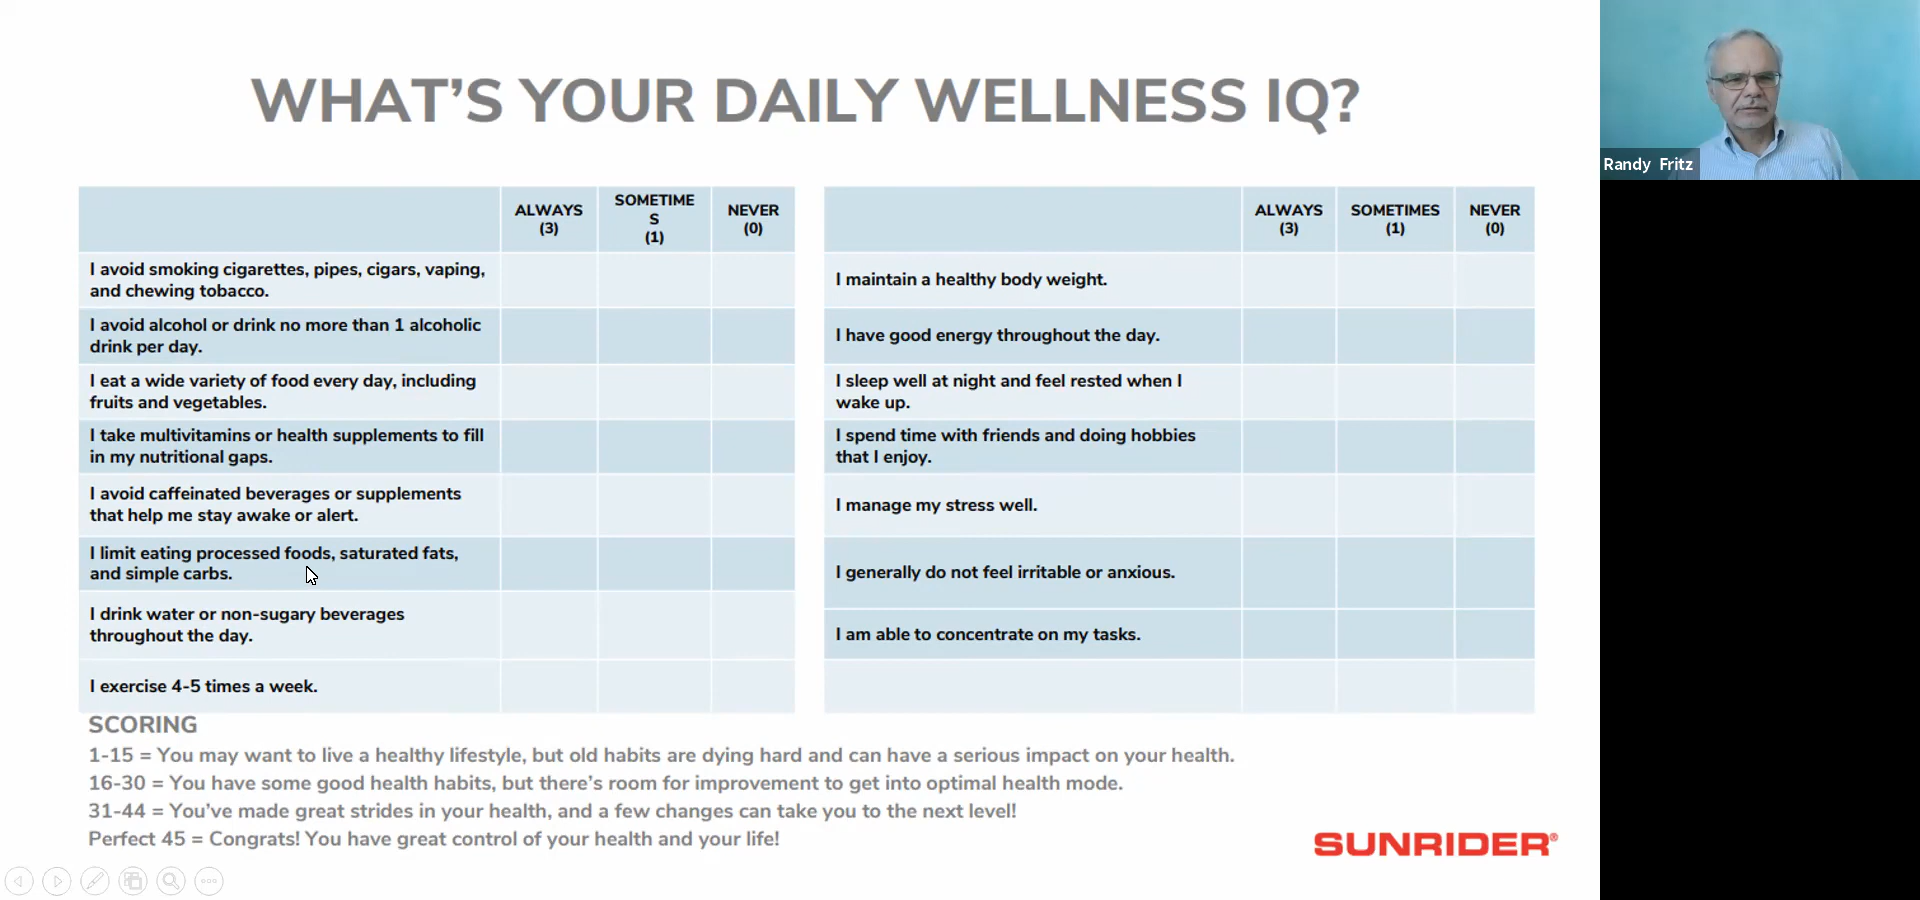 WHAT'S YOUR DAILY WELLNESS IQ?
Randy Fritz
ALWAYS
(3)
SOMETIME
S
(1)
NEVER
(0)
I avoid smoking cigarettes, pipes, cigars, vaping,
and chewing tobacco.
I avoid alcohol or drink no more than 1 alcoholic
drink per day.
I eat a wide variety of food every day, including
fruits and vegetables.
I take multivitamins or health supplements to fill
in my nutritional gaps.
I avoid caffeinated beverages or supplements
that help me stay awake or alert.
I limit eating processed foods, saturated fats,
and simple carbs.
I drink water or non-sugary beverages
throughout the day.
I exercise 4-5 times a week.
ALWAYS
(3)
SOMETIMES
(1)
NEVER
(0)
I maintain a healthy body weight.
I have good energy throughout the day.
I sleep well at night and feel rested when I
wake up.
I spend time with friends and doing hobbies
that I enjoy.
I manage my stress well.
I generally do not feel irritable or anxious.
I am able to concentrate on my tasks.
SCORING
1-15 = You may want to live a healthy lifestyle, but old habits are dying hard and can have a serious impact on your health.
16-30 = You have some good health habits, but there's room for improvement to get into optimal health mode.
31-44 = You've made great strides in your health, and a few changes can take you to the next level!
Perfect 45 = Congrats! You have great control of your health and your life!
SUNRIDER®